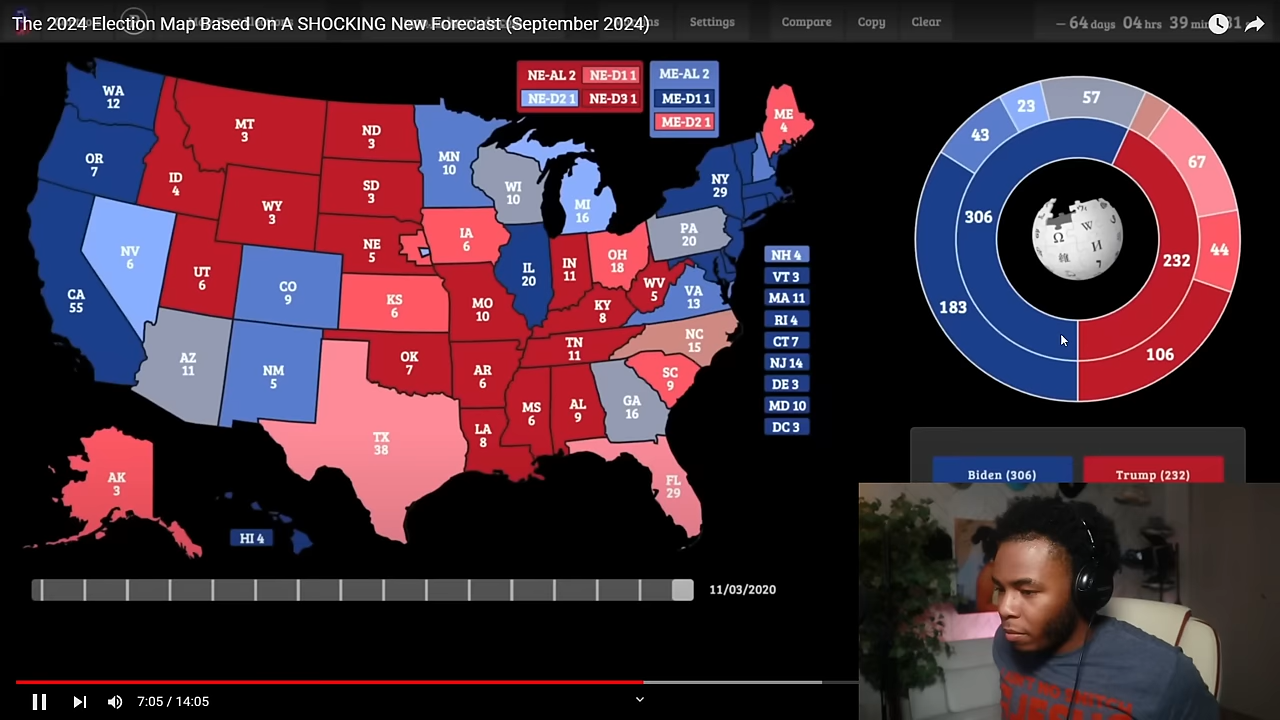 The 2024 Election Map Based On A SHOCKING New Forecast (September 2024)
Settings
Compare
Copy
Clear
64 days 04 hrs 39
NE-AL 2 NE-D1 1
NE-D2 1 NE-D3 1
ME-AL 2
ME-D1 1
ME-D2 1
WA
12
OR
7
CA
55
NV
6
ID
4
MT
3
WY
3
UT
6
AZ
11
CO
9
NM
5
ND
3
SD
3
NE
5
KS
6
OK
7
TX
38
MN
10
IA
6
MO
10
AR
6
LA
8
WI
10
IL
20
MI
16
IN
11
OH
18
KY
8
TN
11
MS
6
AL
9
GA
16
FL
29
SC
9
NC
15
VA
13
WV
5
PA
20
NY
29
ME
4
AK
3
HI 4
NH 4
VT 3
MA 11
RI 4
CT 7
NJ 14
DE 3
MD 10
DC 3
57
23
43
67
306
232
44
183
106
Ω
W
И
Biden (306)
Trump (232)
11/03/2020
7:05 / 14:05